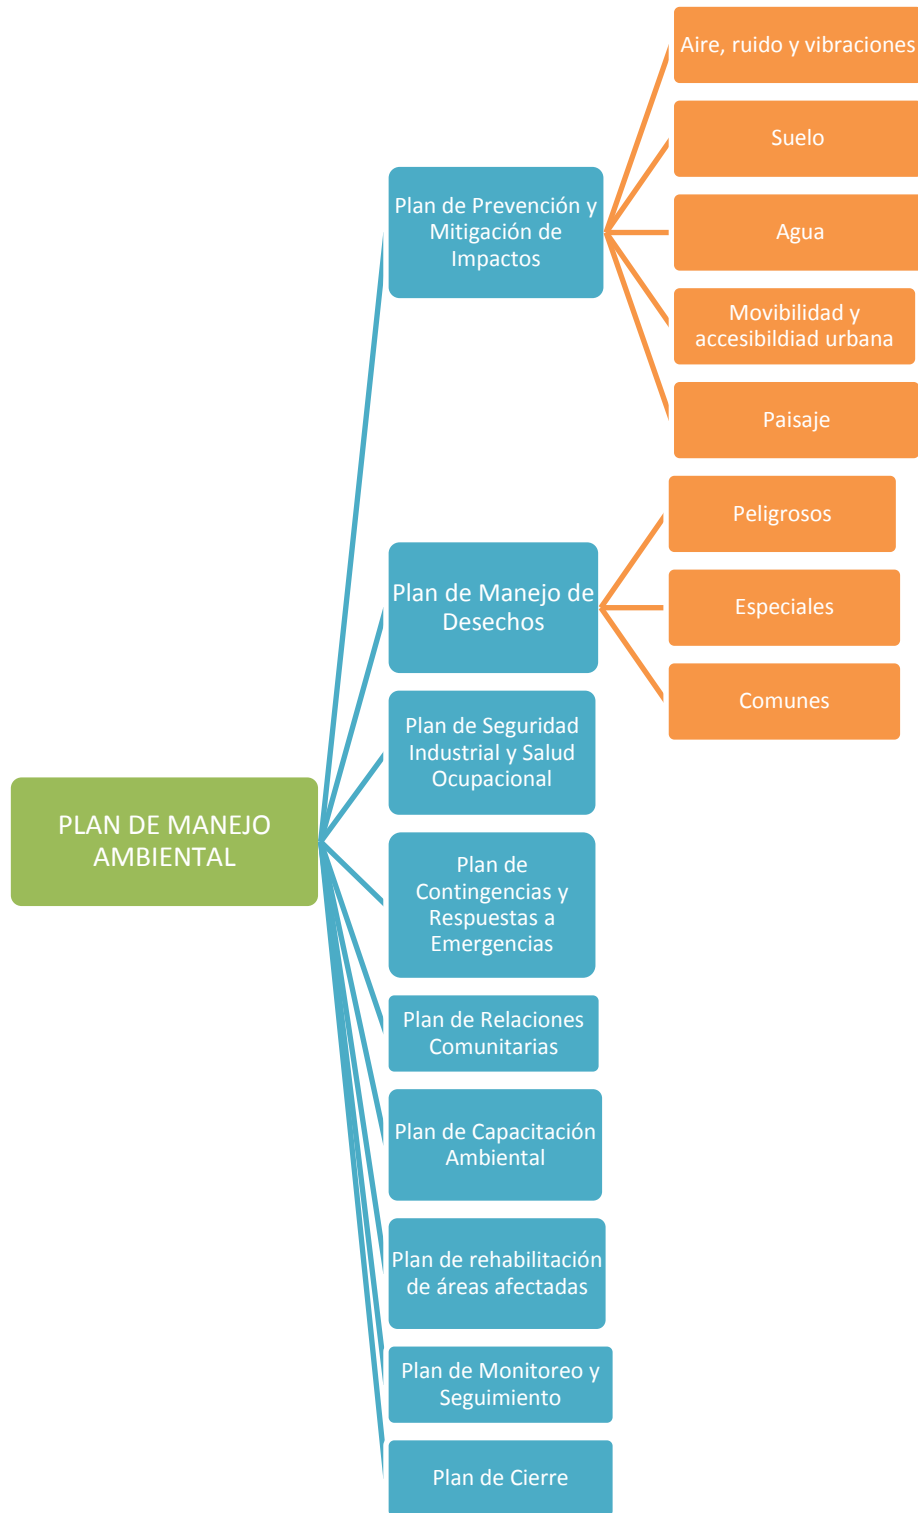 Aire, ruido y vibraciones
Suelo
Plan de Prevención y
Mitigación de
Impactos
Agua
Movibilidad y
accesibildiad urbana
Paisaje
Peligrosos
Plan de Manejo de
Desechos
Especiales
Comunes
Plan de Seguridad
Industrial y Salud
Ocupacional
PLAN DE MANEJO
AMBIENTAL
Plan de
Contingencias y
Respuestas a
Emergencias
Plan de Relaciones
Comunitarias
Plan de Capacitación
Ambiental
Plan de rehabilitación
de áreas afectadas
Plan de Monitoreo y
Seguimiento
Plan de Cierre